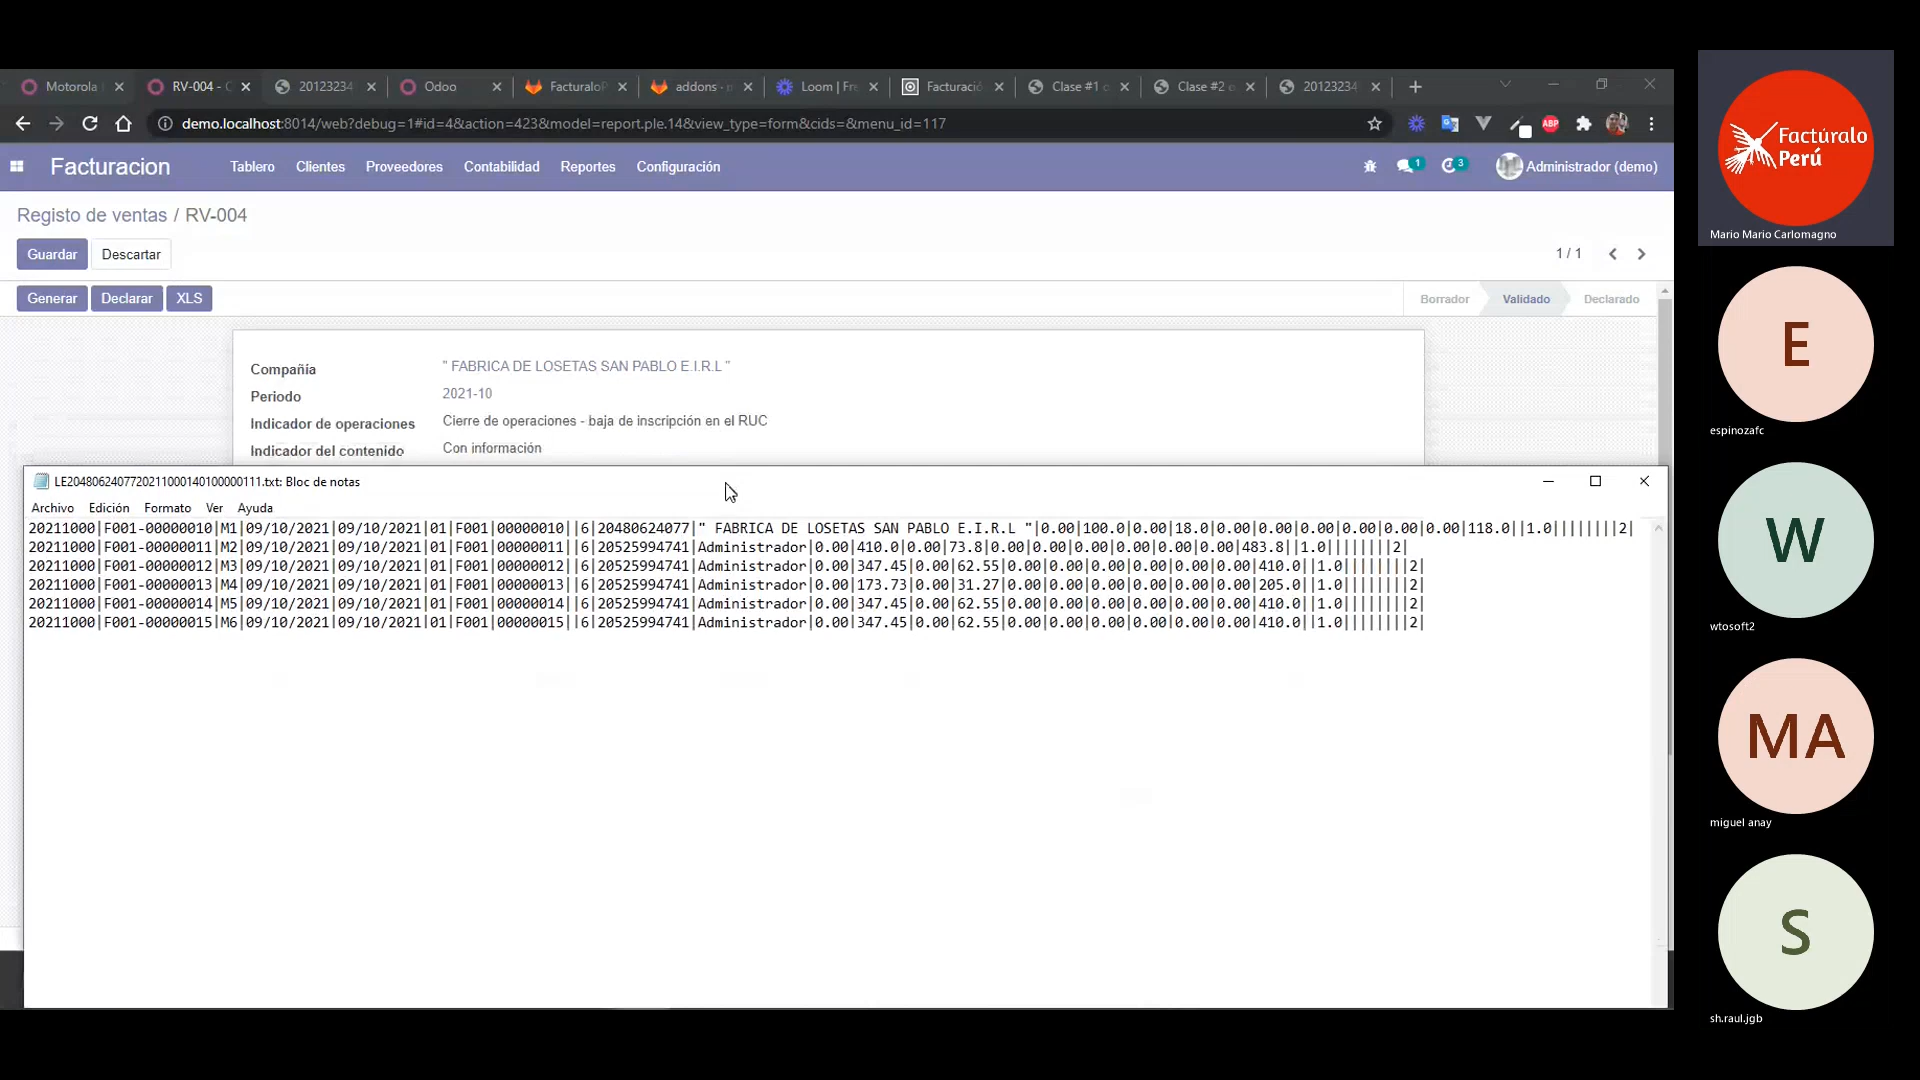 Motorola
RV-004 - C
20123234
Odoo
FacturaloP
addons - m
Loom | Fre
Facturació
Clase #1 o
Clase #2 o
20123234
demo.localhost:8014/web?debug=1#id=4&action=423&model=report.ple.14&view_type=form&cids=&menu_id=117
ABP
Facturacion
Tablero
Clientes
Proveedores
Contabilidad
Reportes
Configuración
1
3
Administrador (demo)
Registo de ventas / RV-004
Guardar
Descartar
1 / 1
Generar
Declarar
XLS
Borrador
Validado
Declarado
Compañía
" FABRICA DE LOSETAS SAN PABLO E.I.R.L "
Periodo
2021-10
Indicador de operaciones
Cierre de operaciones - baja de inscripción en el RUC
Indicador del contenido
Con información
LE2048062407720211000140100000111.txt: Bloc de notas
Archivo Edición Formato Ver Ayuda
20211000|F001-00000010|M1|09/10/2021|09/10/2021|01|F001|00000010||6|20480624077|" FABRICA DE LOSETAS SAN PABLO E.I.R.L "|0.00|100.0|0.00|18.0|0.00|0.00|0.00|0.00|0.00|0.00|118.0||1.0||||||||2|
20211000|F001-00000011|M2|09/10/2021|09/10/2021|01|F001|00000011||6|20525994741|Administrador|0.00|410.0|0.00|73.8|0.00|0.00|0.00|0.00|0.00|0.00|483.8||1.0||||||||2|
20211000|F001-00000012|M3|09/10/2021|09/10/2021|01|F001|00000012||6|20525994741|Administrador|0.00|347.45|0.00|62.55|0.00|0.00|0.00|0.00|0.00|0.00|410.0||1.0||||||||2|
20211000|F001-00000013|M4|09/10/2021|09/10/2021|01|F001|00000013||6|20525994741|Administrador|0.00|173.73|0.00|31.27|0.00|0.00|0.00|0.00|0.00|0.00|205.0||1.0||||||||2|
20211000|F001-00000014|M5|09/10/2021|09/10/2021|01|F001|00000014||6|20525994741|Administrador|0.00|347.45|0.00|62.55|0.00|0.00|0.00|0.00|0.00|0.00|410.0||1.0||||||||2|
20211000|F001-00000015|M6|09/10/2021|09/10/2021|01|F001|00000015||6|20525994741|Administrador|0.00|347.45|0.00|62.55|0.00|0.00|0.00|0.00|0.00|0.00|410.0||1.0||||||||2|
Factúralo
Perú
Mario Mario Carlomagno
E
espinozafc
W
wtosoft2
MA
miguel anay
S
sh.raul.jgb